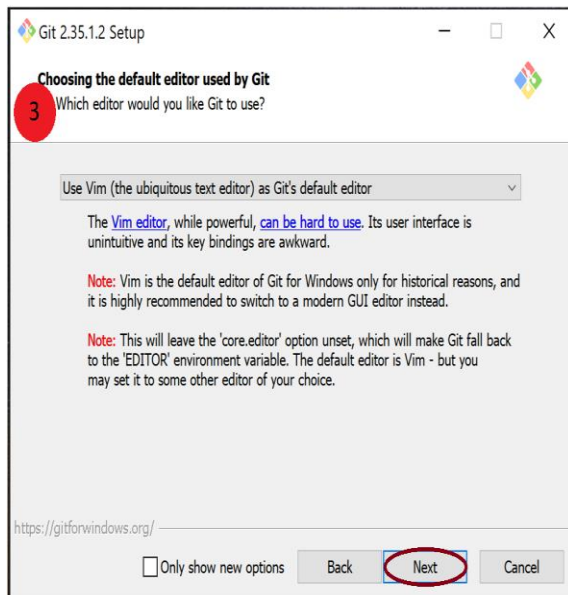 Git 2.35.1.2 Setup
Choosing the default editor used by Git
3
Which editor would you like Git to use?
Use Vim (the ubiquitous text editor) as Git's default editor
The Vim editor, while powerful, can be hard to use. Its user interface is
unintuitive and its key bindings are awkward.
Note: Vim is the default editor of Git for Windows only for historical reasons, and
it is highly recommended to switch to a modern GUI editor instead.
Note: This will leave the 'core.editor' option unset, which will make Git fall back
to the 'EDITOR' environment variable. The default editor is Vim - but you
may set it to some other editor of your choice.
https://gitforwindows.org/
Only show new options
Back
Next
Cancel